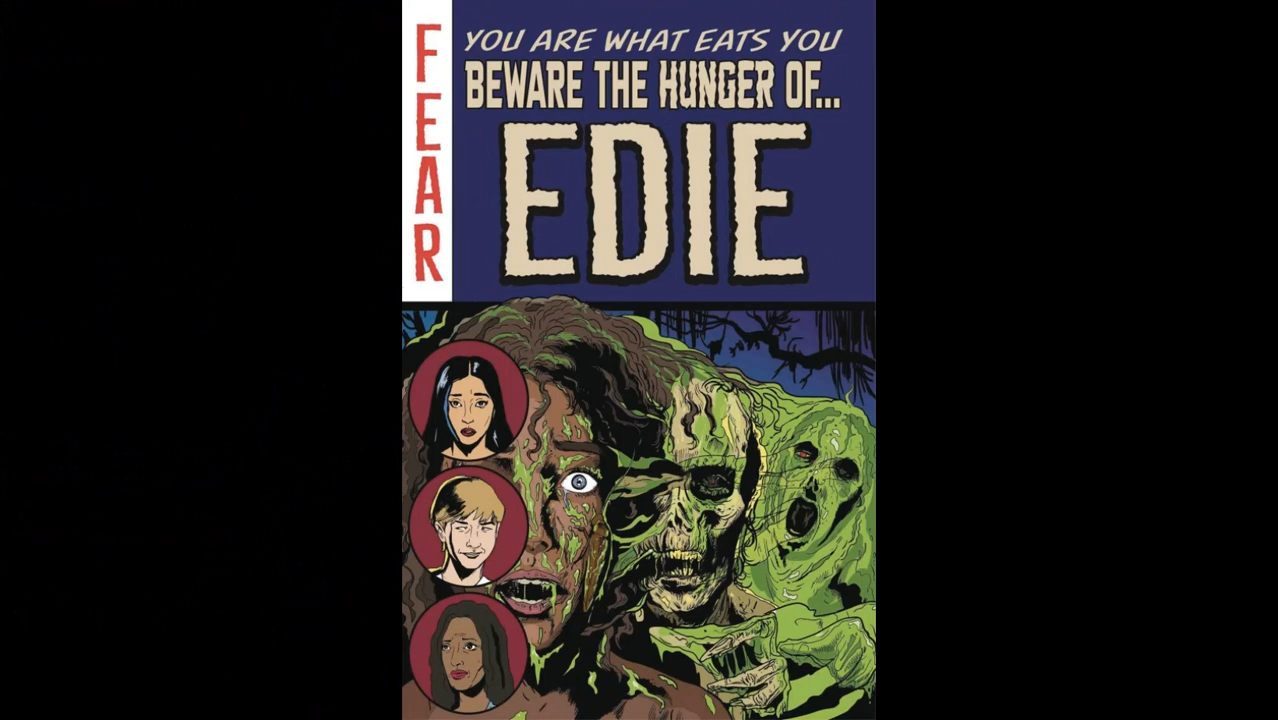 FEAR
YOU ARE WHAT EATS YOU
BEWARE THE HUNGER OF...
EDIE